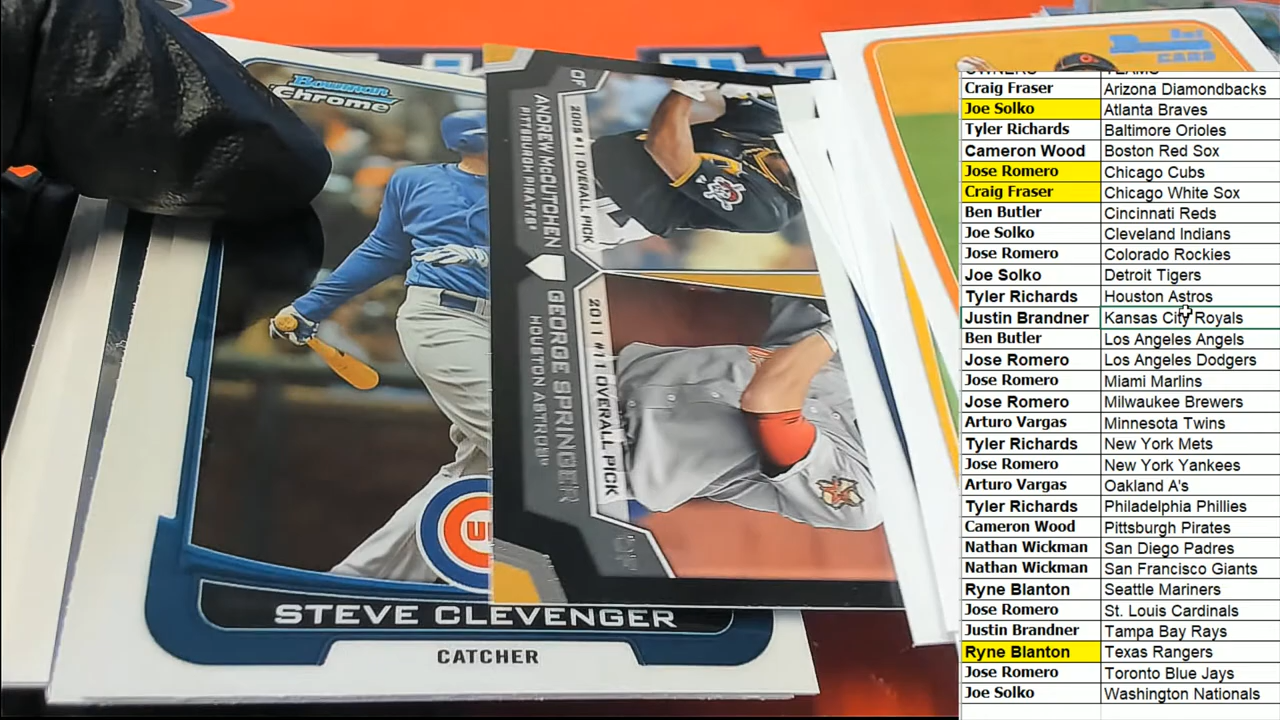 Bowman
Chrome
STEVE CLEVENGER
CATCHER
OF
ANDREW McCUTCHEN
PITTSBURGH PIRATES
2005 #11 OVERALL PICK
GEORGE SPRINGER
HOUSTON ASTROS
2011 #11 OVERALL PICK
OF
1st
CARD
OWNERS TEAMS
Craig Fraser Arizona Diamondbacks
Joe Solko Atlanta Braves
Tyler Richards Baltimore Orioles
Cameron Wood Boston Red Sox
Jose Romero Chicago Cubs
Craig Fraser Chicago White Sox
Ben Butler Cincinnati Reds
Joe Solko Cleveland Indians
Jose Romero Colorado Rockies
Joe Solko Detroit Tigers
Tyler Richards Houston Astros
Justin Brandner Kansas City Royals
Ben Butler Los Angeles Angels
Jose Romero Los Angeles Dodgers
Jose Romero Miami Marlins
Jose Romero Milwaukee Brewers
Arturo Vargas Minnesota Twins
Tyler Richards New York Mets
Jose Romero New York Yankees
Arturo Vargas Oakland A's
Tyler Richards Philadelphia Phillies
Cameron Wood Pittsburgh Pirates
Nathan Wickman San Diego Padres
Nathan Wickman San Francisco Giants
Ryne Blanton Seattle Mariners
Jose Romero St. Louis Cardinals
Justin Brandner Tampa Bay Rays
Ryne Blanton Texas Rangers
Jose Romero Toronto Blue Jays
Joe Solko Washington Nationals